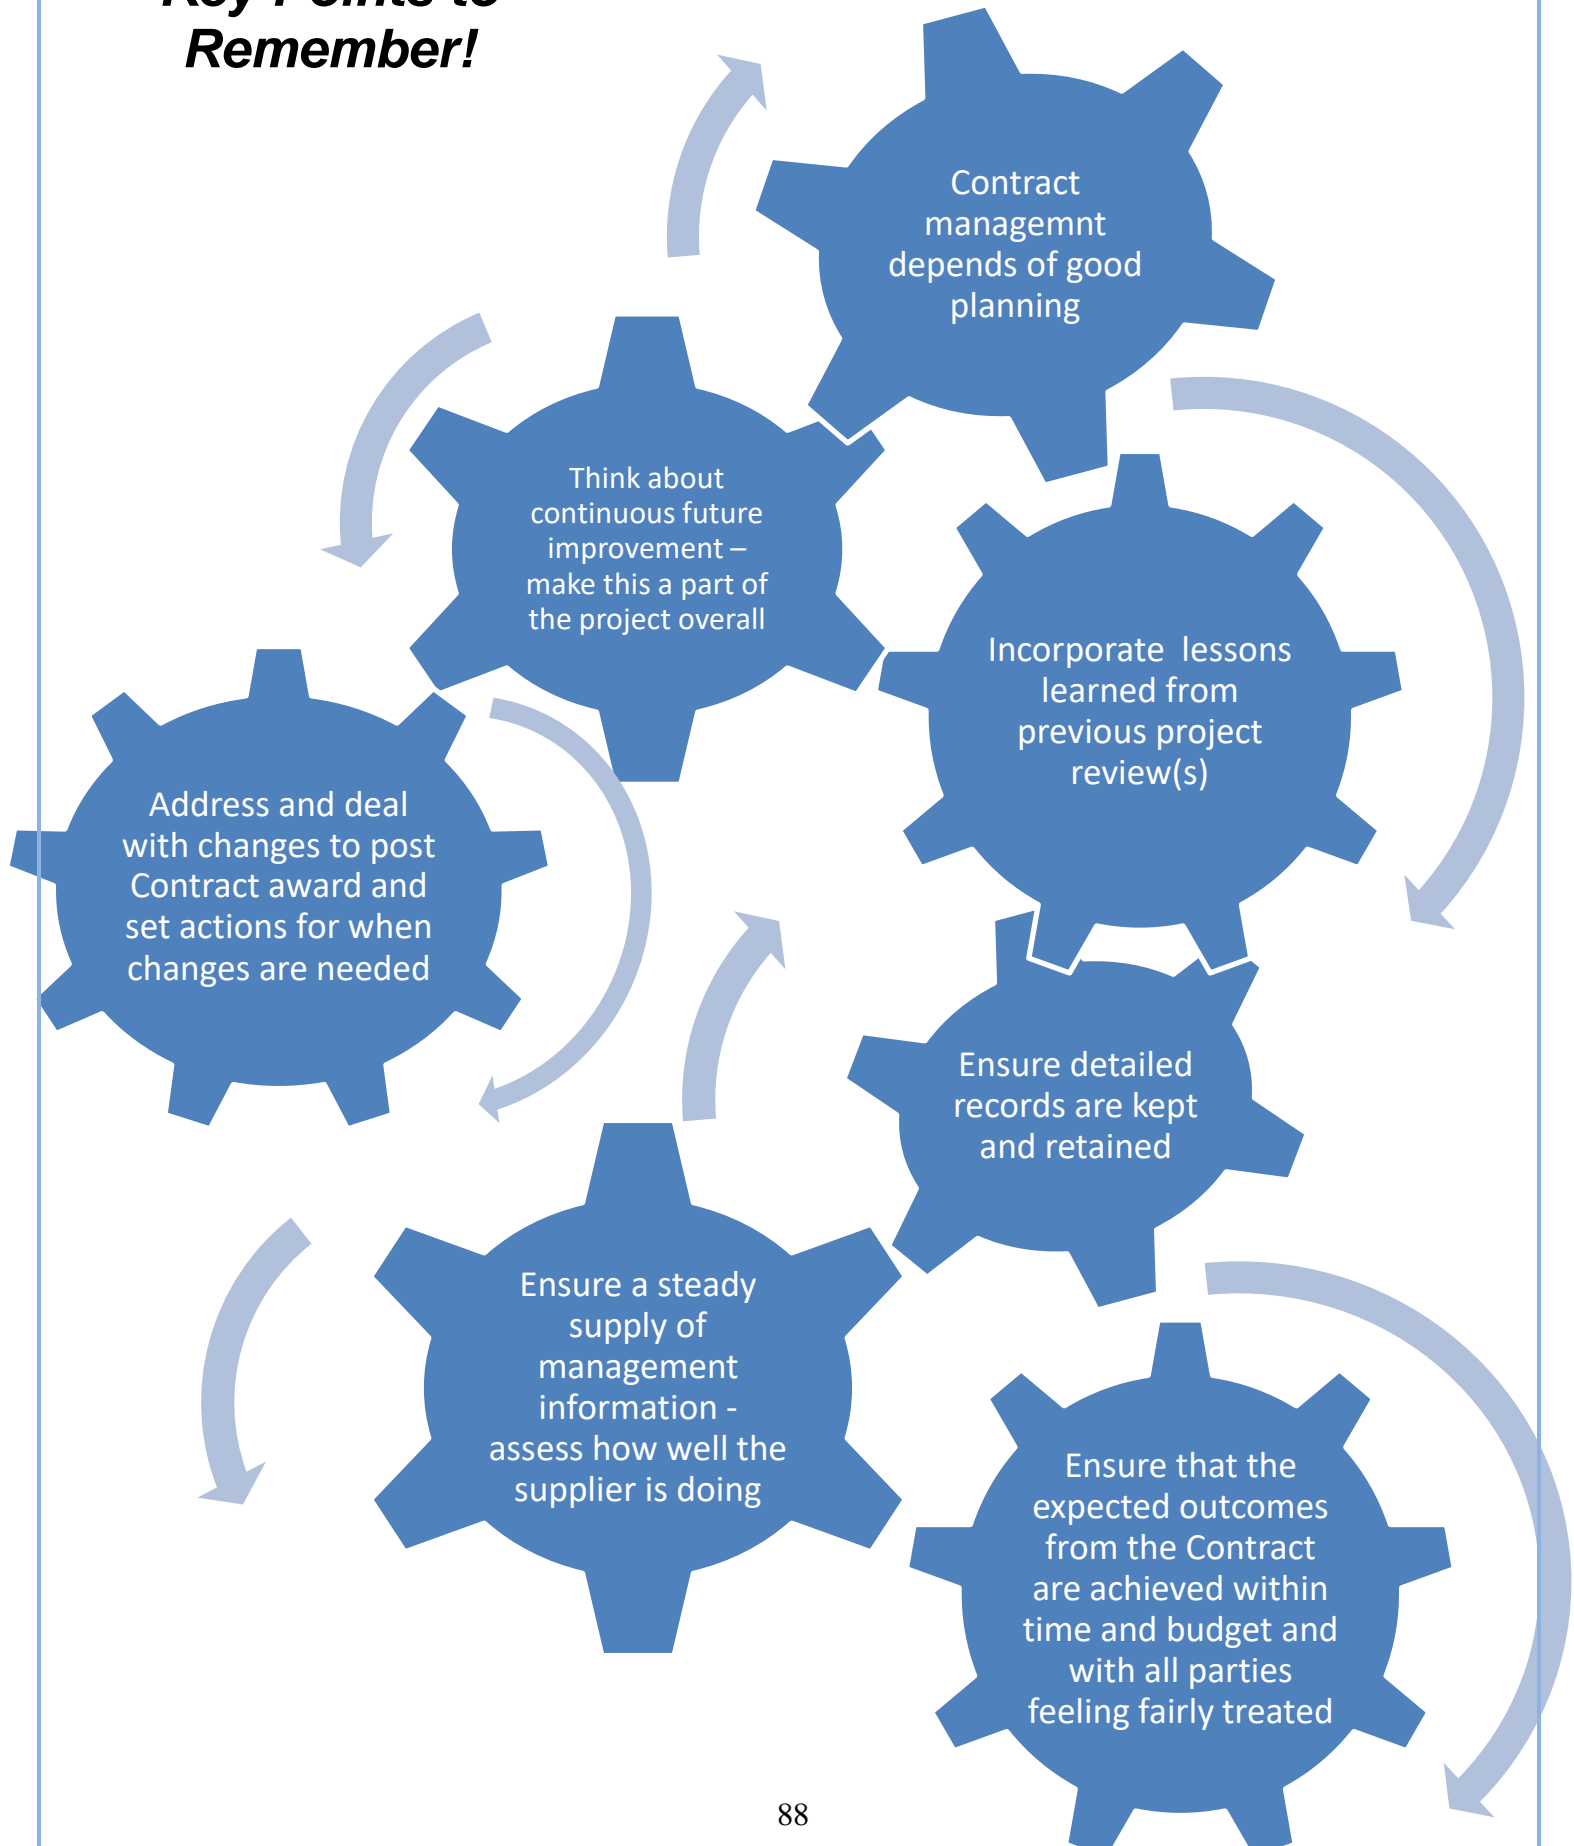 Key Points to
Remember!
Contract
managemnt
depends of good
planning
Think about
continuous future
improvement –
make this a part of
the project overall
Incorporate  lessons
learned from
previous project
review(s)
Address and deal
with changes to post
Contract award and
set actions for when
changes are needed
Ensure detailed
records are kept
and retained
Ensure a steady
supply of
management
information -
assess how well the
supplier is doing
Ensure that the
expected outcomes
from the Contract
are achieved within
time and budget and
with all parties
feeling fairly treated
88